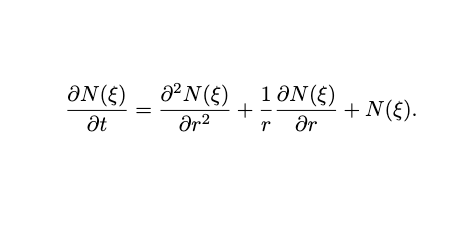 ∂N(ξ)/∂t = ∂²N(ξ)/∂r² + 1/r ∂N(ξ)/∂r + N(ξ).